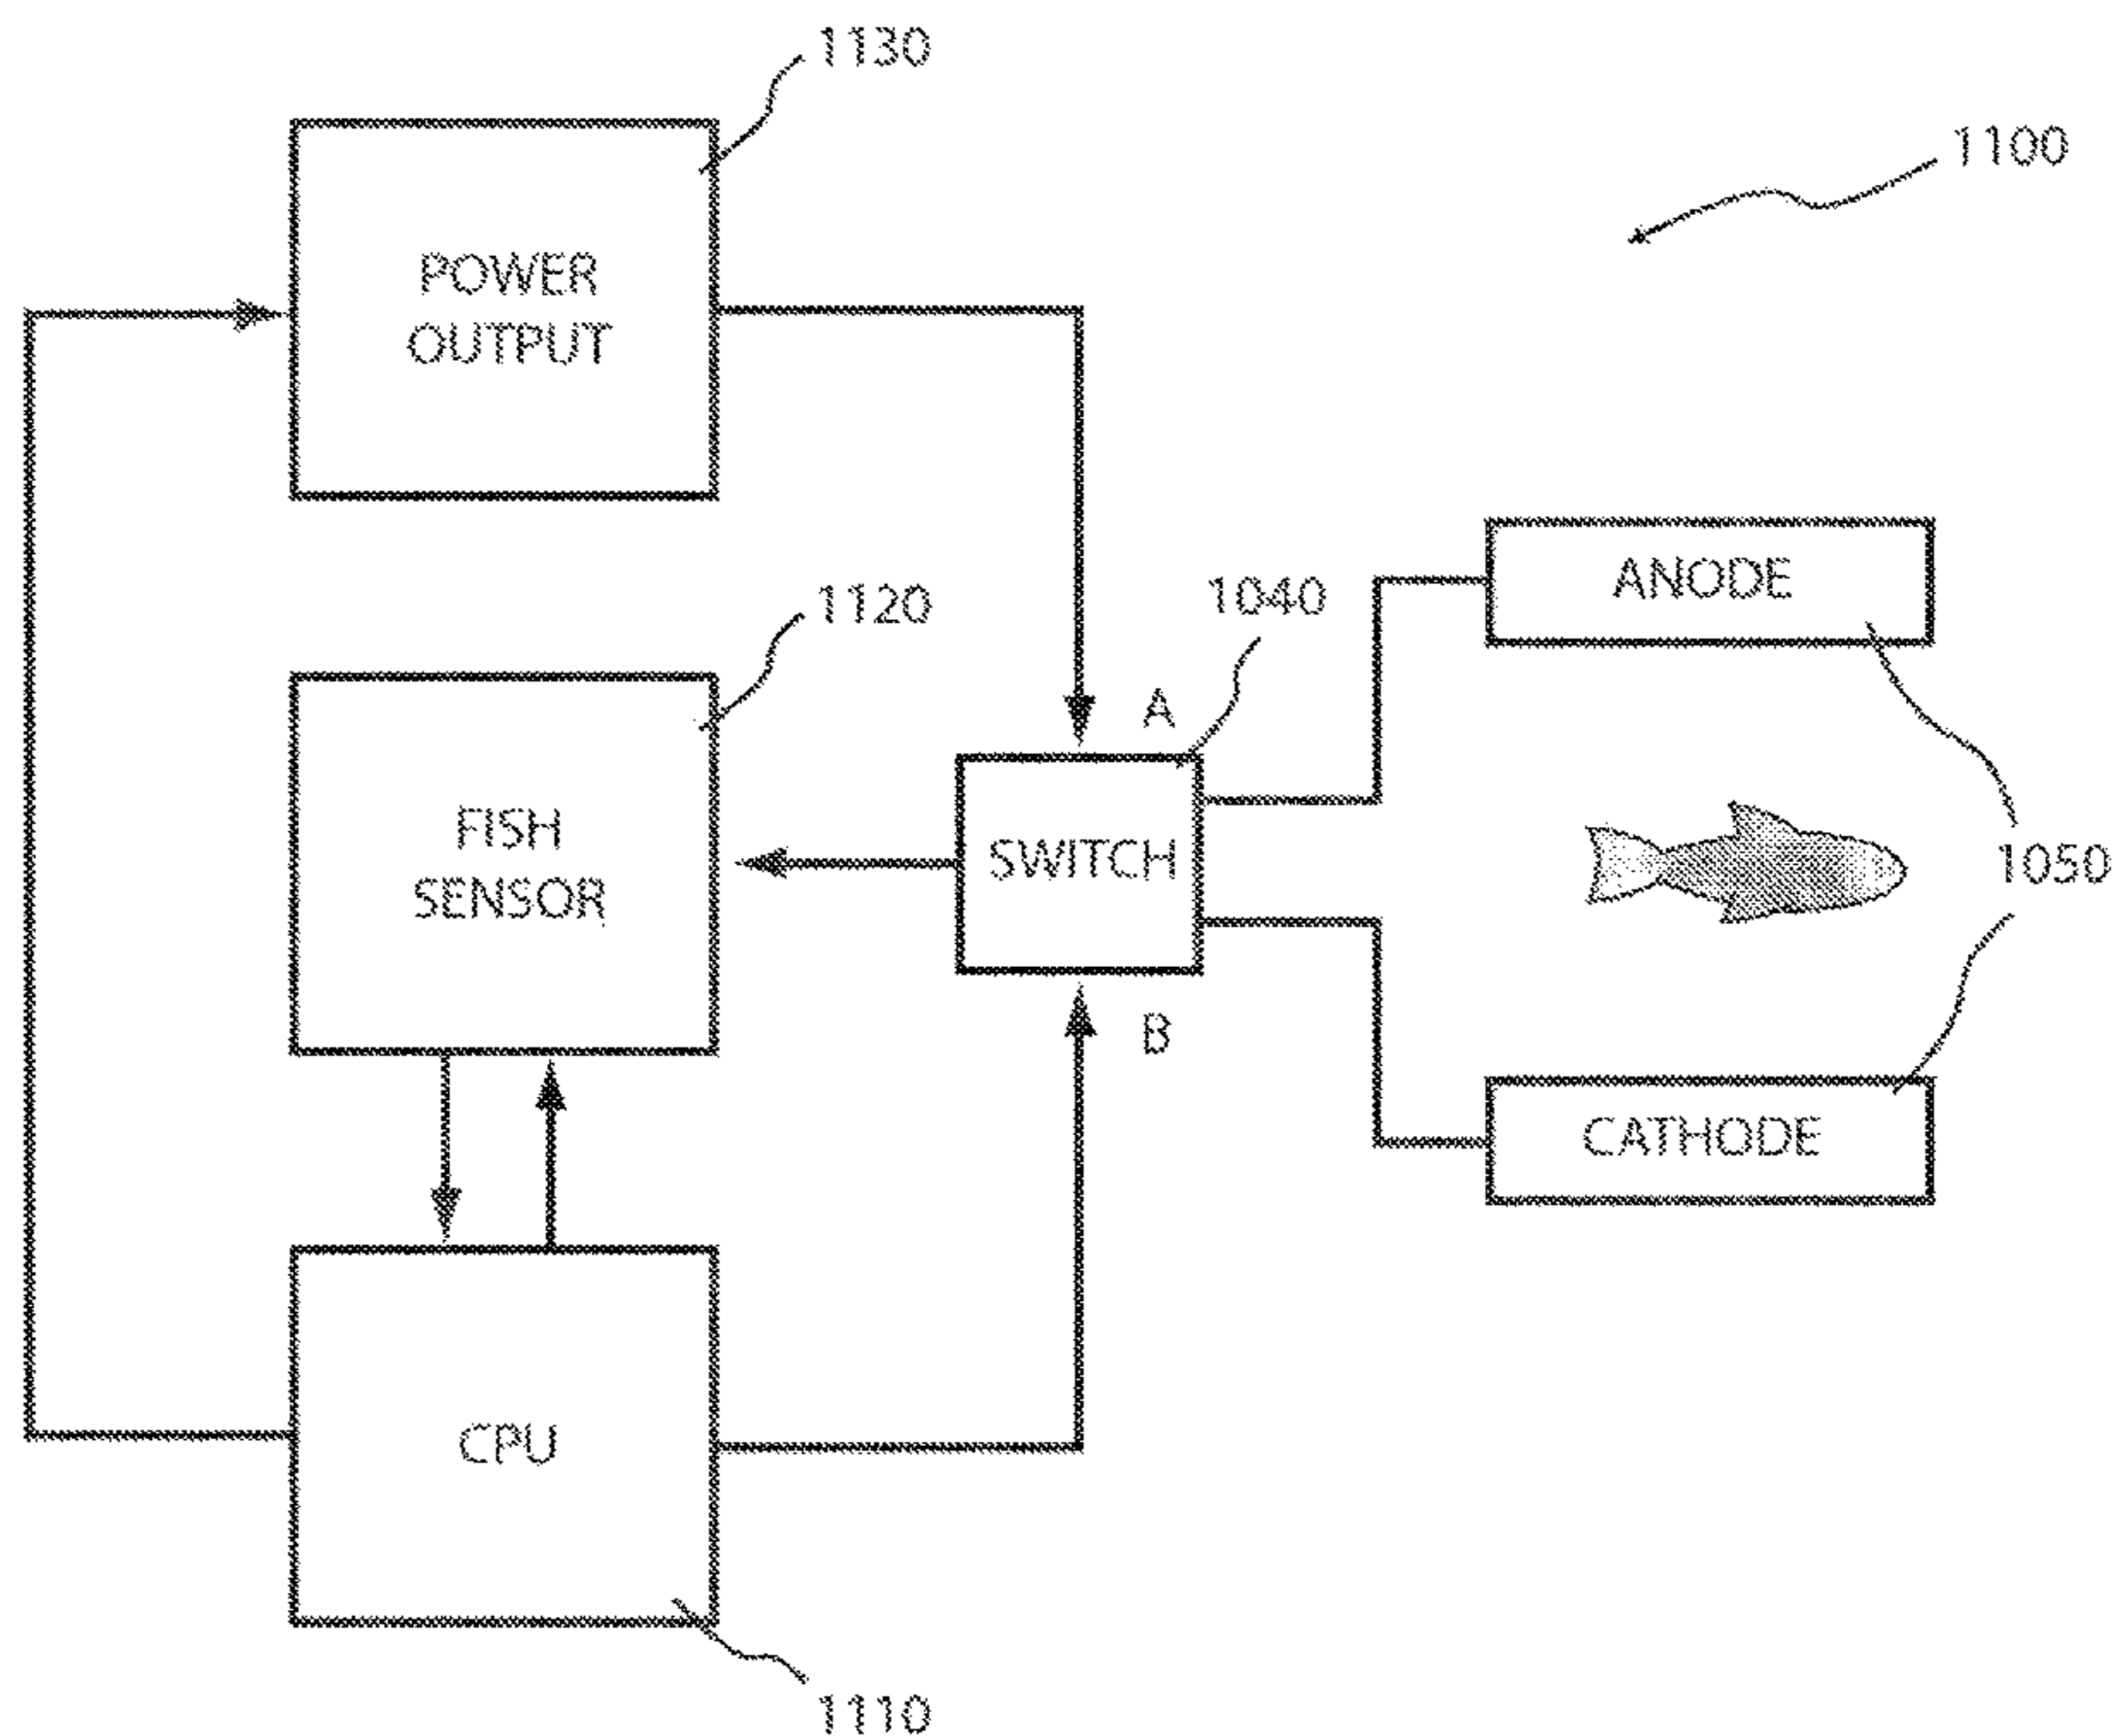 1130
1100
POWER
OUTPUT
ANODE
1120
1040
A
FISH
SENSOR
SWITCH
1050
B
CATHODE
CPU
1110